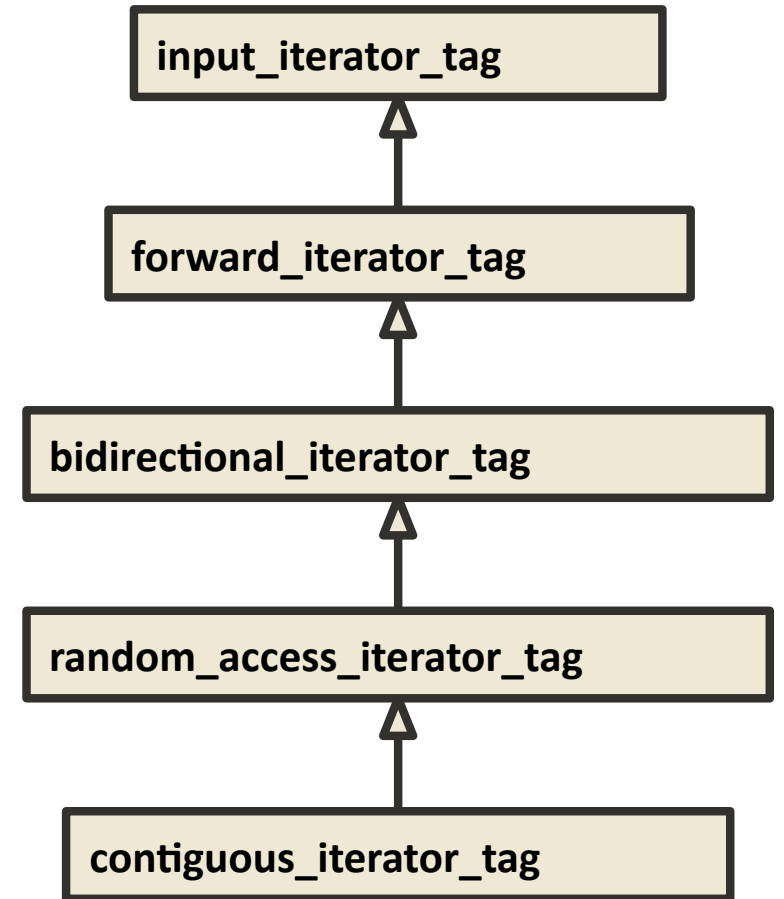 input_iterator_tag
forward_iterator_tag
bidirectional_iterator_tag
random_access_iterator_tag
contiguous_iterator_tag